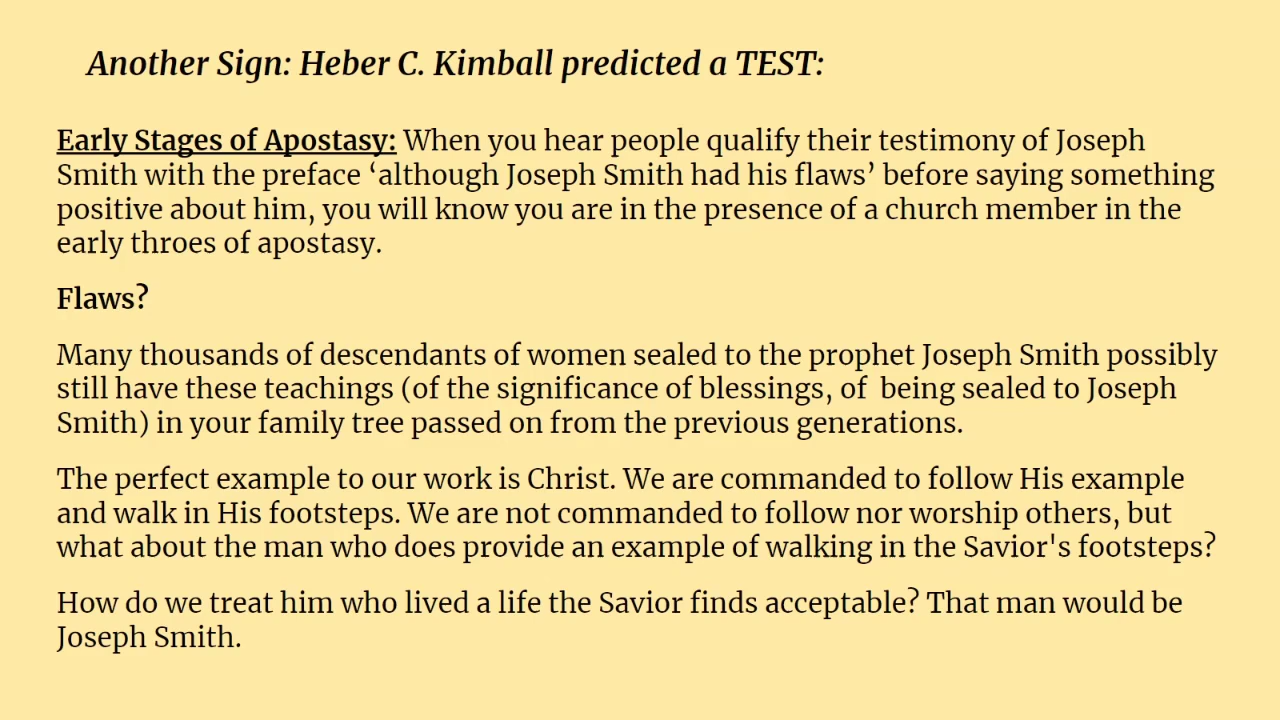 Another Sign: Heber C. Kimball predicted a TEST:
Early Stages of Apostasy: When you hear people qualify their testimony of Joseph
Smith with the preface ‘although Joseph Smith had his flaws’ before saying something
positive about him, you will know you are in the presence of a church member in the
early throes of apostasy.
Flaws?
Many thousands of descendants of women sealed to the prophet Joseph Smith possibly
still have these teachings (of the significance of blessings, of  being sealed to Joseph
Smith) in your family tree passed on from the previous generations.
The perfect example to our work is Christ. We are commanded to follow His example
and walk in His footsteps. We are not commanded to follow nor worship others, but
what about the man who does provide an example of walking in the Savior's footsteps?
How do we treat him who lived a life the Savior finds acceptable? That man would be
Joseph Smith.